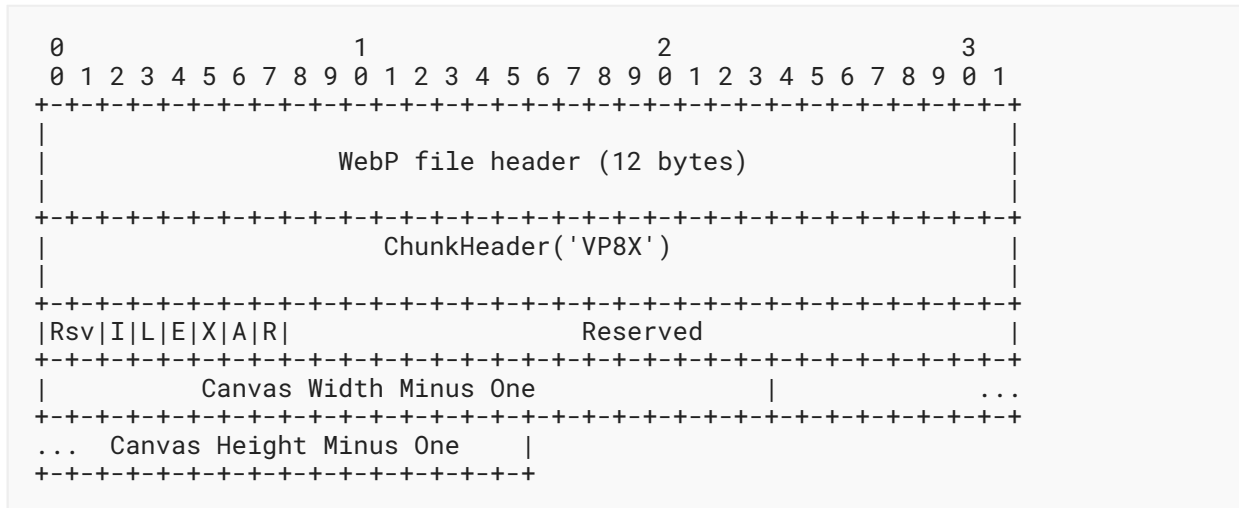 0                   1                   2                   3
 0 1 2 3 4 5 6 7 8 9 0 1 2 3 4 5 6 7 8 9 0 1 2 3 4 5 6 7 8 9 0 1
+-+-+-+-+-+-+-+-+-+-+-+-+-+-+-+-+-+-+-+-+-+-+-+-+-+-+-+-+-+-+-+-+
|                                                               |
|                   WebP file header (12 bytes)                 |
|                                                               |
+-+-+-+-+-+-+-+-+-+-+-+-+-+-+-+-+-+-+-+-+-+-+-+-+-+-+-+-+-+-+-+-+
|                      ChunkHeader('VP8X')                      |
|                                                               |
+-+-+-+-+-+-+-+-+-+-+-+-+-+-+-+-+-+-+-+-+-+-+-+-+-+-+-+-+-+-+-+-+
|Rsv|I|L|E|X|A|R|                   Reserved                    |
+-+-+-+-+-+-+-+-+-+-+-+-+-+-+-+-+-+-+-+-+-+-+-+-+-+-+-+-+-+-+-+-+
|          Canvas Width Minus One               |             ...
+-+-+-+-+-+-+-+-+-+-+-+-+-+-+-+-+-+-+-+-+-+-+-+-+-+-+-+-+-+-+-+-+
...  Canvas Height Minus One    |
+-+-+-+-+-+-+-+-+-+-+-+-+-+-+-+-+